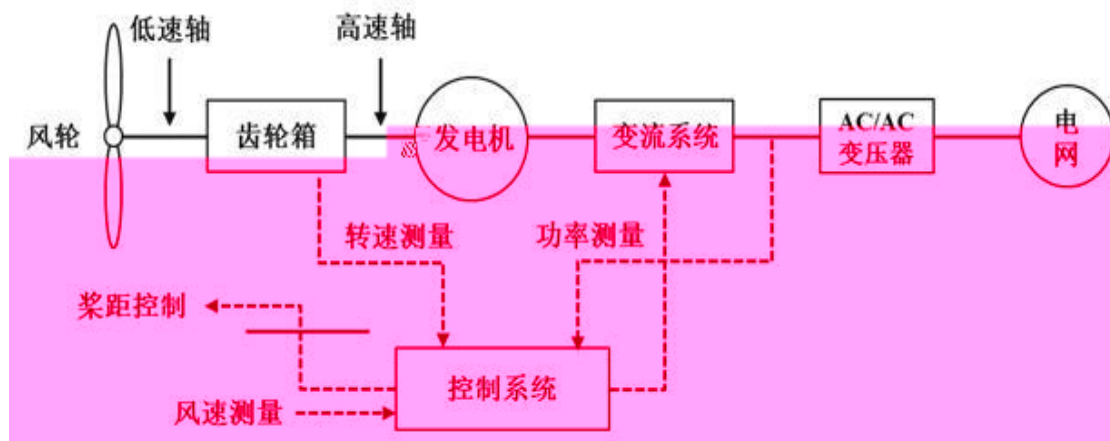 低速轴
高速轴
风轮
齿轮箱
发电机
变流系统
AC/AC
变压器
电
网
转速测量
功率测量
桨距控制
控制系统
风速测量